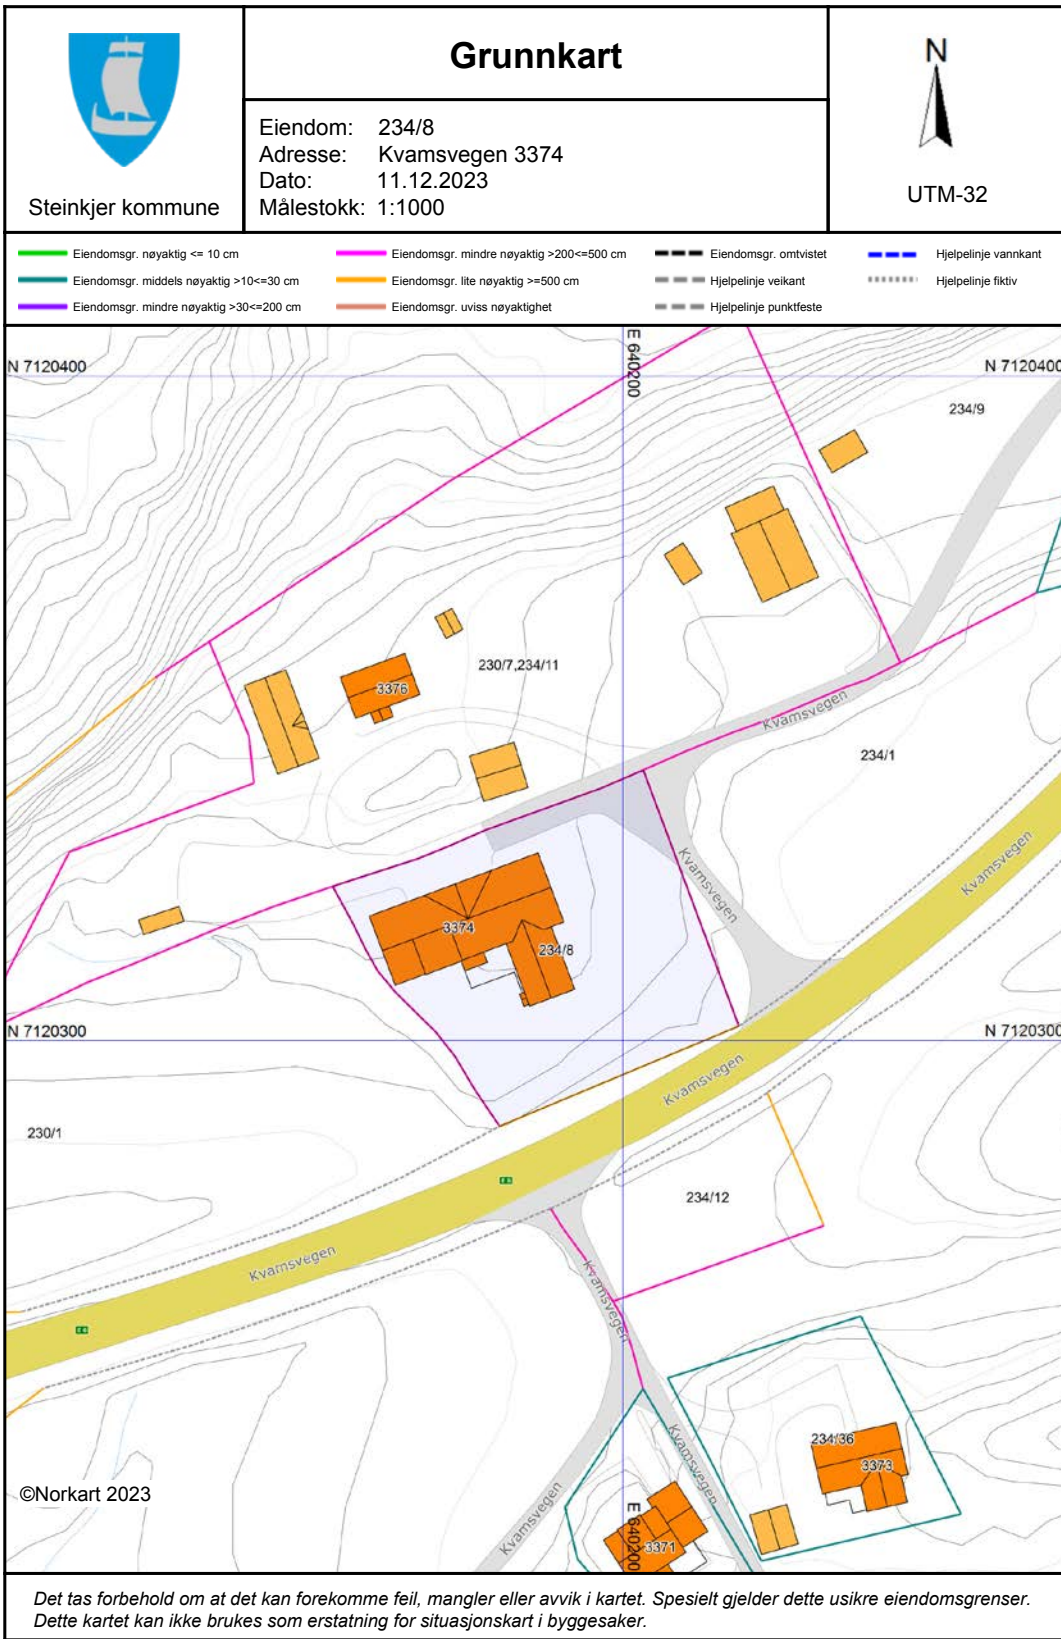 Grunnkart
Steinkjer kommune
Eiendom: 234/8
Adresse: Kvamsvegen 3374
Dato: 11.12.2023
Målestokk: 1:1000
N
UTM-32
Eiendomsgr. nøyaktig <= 10 cm
Eiendomsgr. middels nøyaktig >10<=30 cm
Eiendomsgr. mindre nøyaktig >30<=200 cm
Eiendomsgr. mindre nøyaktig >200<=500 cm
Eiendomsgr. lite nøyaktig >=500 cm
Eiendomsgr. uviss nøyaktighet
Eiendomsgr. omtvistet
Hjelpelinje veikant
Hjelpelinje punktfeste
Hjelpelinje vannkant
Hjelpelinje fiktiv
N 7120400
E 640200
N 7120400
234/9
230/7,234/11
3376
Kvamsvegen
234/1
Kvamsvegen
Kvamsvegen
3374
234/8
N 7120300
N 7120300
Kvamsvegen
230/1
E 6
234/12
Kvamsvegen
Kvamsvegen
E 6
234/36
3373
Kvamsvegen
Kvamsvegen
E 640200
3371
©Norkart 2023
Det tas forbehold om at det kan forekomme feil, mangler eller avvik i kartet. Spesielt gjelder dette usikre eiendomsgrenser.
Dette kartet kan ikke brukes som erstatning for situasjonskart i byggesaker.